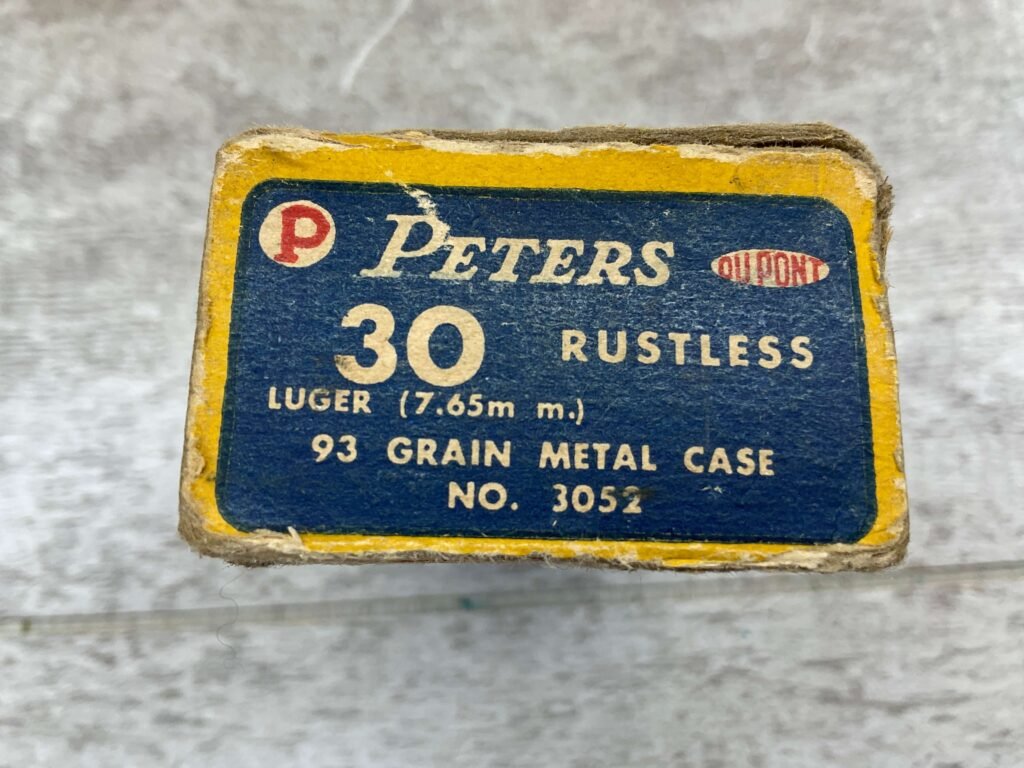 P PETERS DU PONT
30 RUSTLESS
LUGER (7.65m m.)
93 GRAIN METAL CASE
NO. 3052